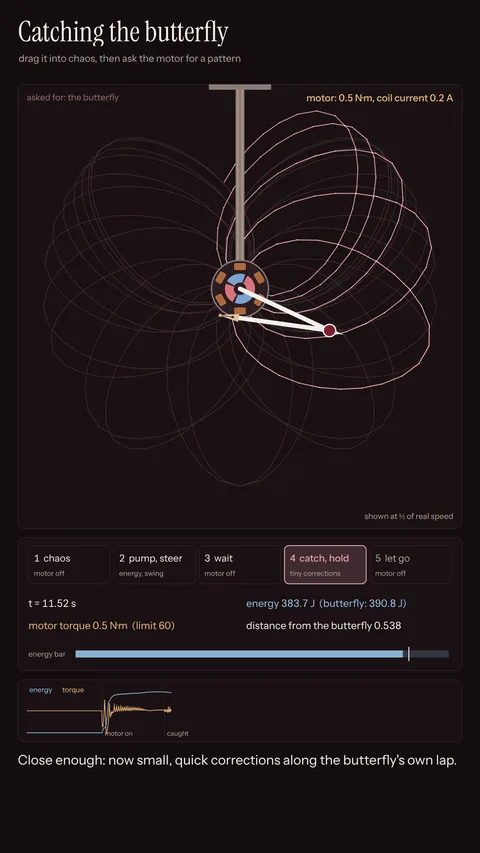 Catching the butterfly
drag it into chaos, then ask the motor for a pattern
asked for: the butterfly
motor: 0.5 N·m, coil current 0.2 A
shown at ½ of real speed
1 chaos
motor off
2 pump, steer
energy, swing
3 wait
motor off
4 catch, hold
tiny corrections
5 let go
motor off
t = 11.52 s
energy 383.7 J (butterfly: 390.8 J)
motor torque 0.5 N·m (limit 60)
distance from the butterfly 0.538
energy bar
energy torque
motor on
caught
Close enough: now small, quick corrections along the butterfly's own lap.